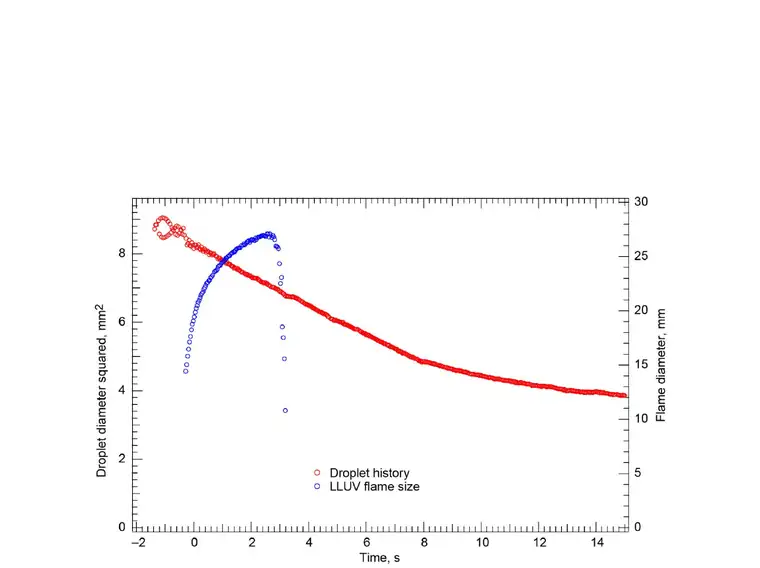 30
25
20
15
10
5
0
8
6
4
2
0
Droplet diameter squared, mm2
Flame diameter, mm
Droplet history
LLUV flame size
−2 0 2 4 6 8 10 12 14
Time, s